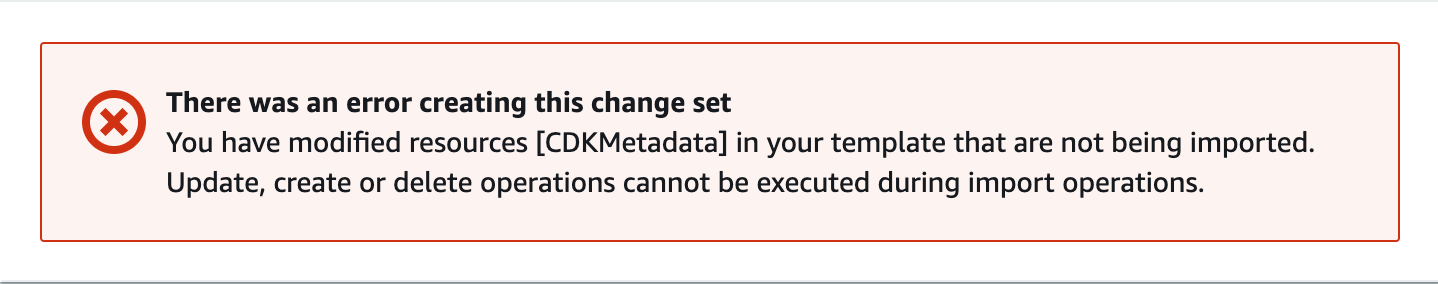 There was an error creating this change set
You have modified resources [CDKMetadata] in your template that are not being imported.
Update, create or delete operations cannot be executed during import operations.